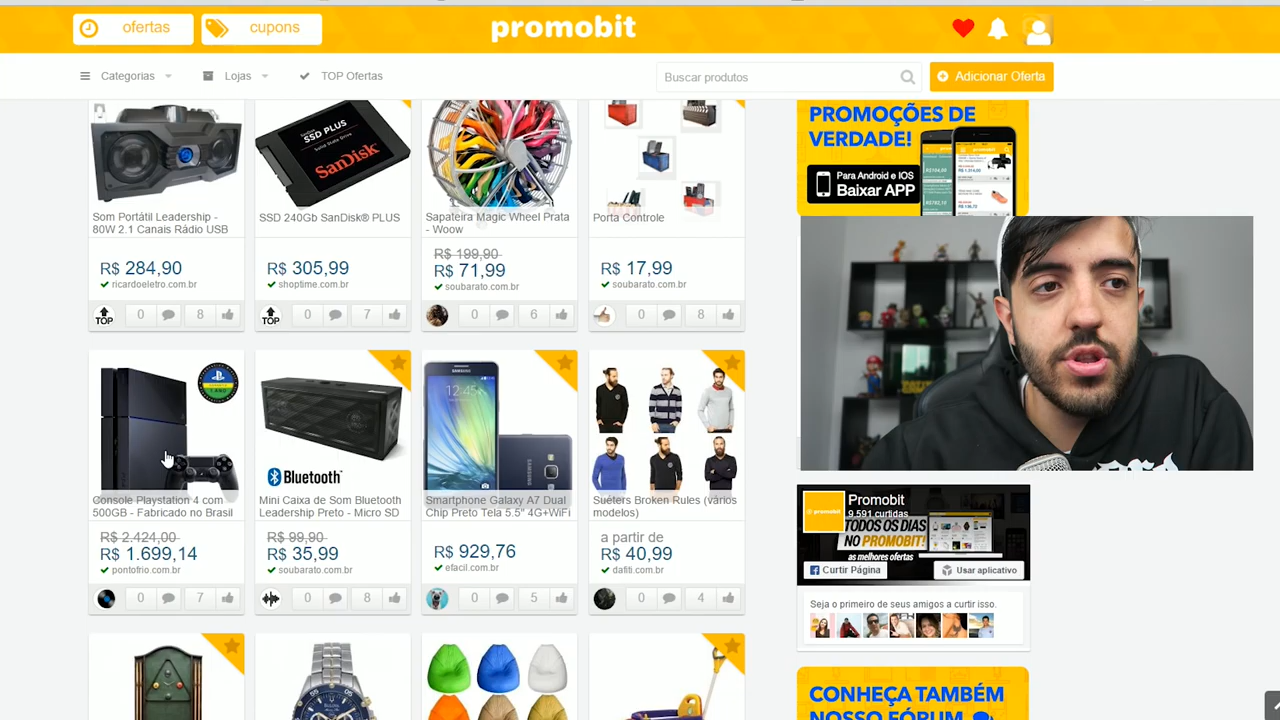 ofertas
cupons
promobit
Categorias
Lojas
TOP Ofertas
Buscar produtos
Adicionar Oferta
SSD PLUS
SanDisk
Som Portátil Leadership -
80W 2.1 Canais Rádio USB
R$ 284,90
ricardoeletro.com.br
TOP
0
8
240Gb SanDisk® PLUS
R$ 305,99
shoptime.com.br
TOP
0
7
Sapateira Magic Wheel Prata
- Woow
R$ 199,90
R$ 71,99
soubarato.com.br
0
6
Porta Controle
R$ 17,99
soubarato.com.br
0
8
Console Playstation 4 com
500GB - Fabricado no Brasil
R$ 2.424,00
R$ 1.699,14
pontofrio.com.br
0
7
Bluetooth
Mini Caixa de Som Bluetooth
Leadership Preto - Micro SD
R$ 99,90
R$ 35,99
soubarato.com.br
0
8
SAMSUNG
12:45
Smartphone Galaxy A7 Dual
Chip Preto Tela 5.5" 4G+WiFi
R$ 929,76
efacil.com.br
0
5
Suéters Broken Rules (vários
modelos)
a partir de
R$ 40,99
dafiti.com.br
0
4
PROMOÇÕES DE
VERDADE!
Para Android e IOS
Baixar APP
promobit
Promobit
9.591 curtidas
TODOS OS DIAS
NO PROMOBIT!
as melhores ofertas
Curtir Página
Usar aplicativo
Seja o primeiro de seus amigos a curtir isso.
CONHEÇA TAMBÉM
NOSSO FÓRUM